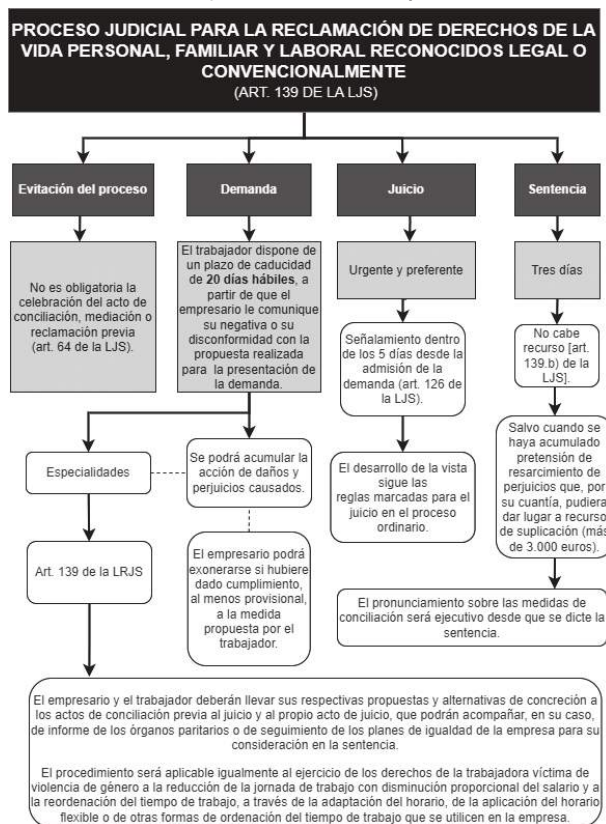 PROCESO JUDICIAL PARA LA RECLAMACIÓN DE DERECHOS DE LA
VIDA PERSONAL, FAMILIAR Y LABORAL RECONOCIDOS LEGAL O
CONVENCIONALMENTE
(ART. 139 DE LA LJS)
Evitación del proceso
No es obligatoria la
celebración del acto de
conciliación, mediación o
reclamación previa
(art. 64 de la LJS).
Demanda
El trabajador dispone de
un plazo de caducidad
de 20 días hábiles, a
partir de que el
empresario le comunique
su negativa o su
disconformidad con la
propuesta realizada
para la presentación de
la demanda.
Especialidades
Se podrá acumular la
acción de daños y
perjuicios causados.
Art. 139 de la LRJS
El empresario podrá
exonerarse si hubiere
dado cumplimiento,
al menos provisional,
a la medida
propuesta por el
trabajador.
Juicio
Urgente y preferente
Señalamiento dentro
de los 5 días desde la
admisión de la
demanda (art. 126 de
la LJS).
El desarrollo de la vista
sigue las
reglas marcadas para el
juicio en el proceso
ordinario.
Sentencia
Tres días
No cabe
recurso [art.
139.b) de
la LJS].
Salvo cuando se
haya acumulado
pretensión de
resarcimiento de
perjuicios que, por
su cuantía, pudiera
dar lugar a recurso
de suplicación (más
de 3.000 euros).
El pronunciamiento sobre las medidas de
conciliación será ejecutivo desde que se dicte la
sentencia.
El empresario y el trabajador deberán llevar sus respectivas propuestas y alternativas de concreción a
los actos de conciliación previa al juicio y al propio acto de juicio, que podrán acompañar, en su caso,
de informe de los órganos paritarios o de seguimiento de los planes de igualdad de la empresa para su
consideración en la sentencia.
El procedimiento será aplicable igualmente al ejercicio de los derechos de la trabajadora víctima de
violencia de género a la reducción de la jornada de trabajo con disminución proporcional del salario y a
la reordenación del tiempo de trabajo, a través de la adaptación del horario, de la aplicación del horario
flexible o de otras formas de ordenación del tiempo de trabajo que se utilicen en la empresa.